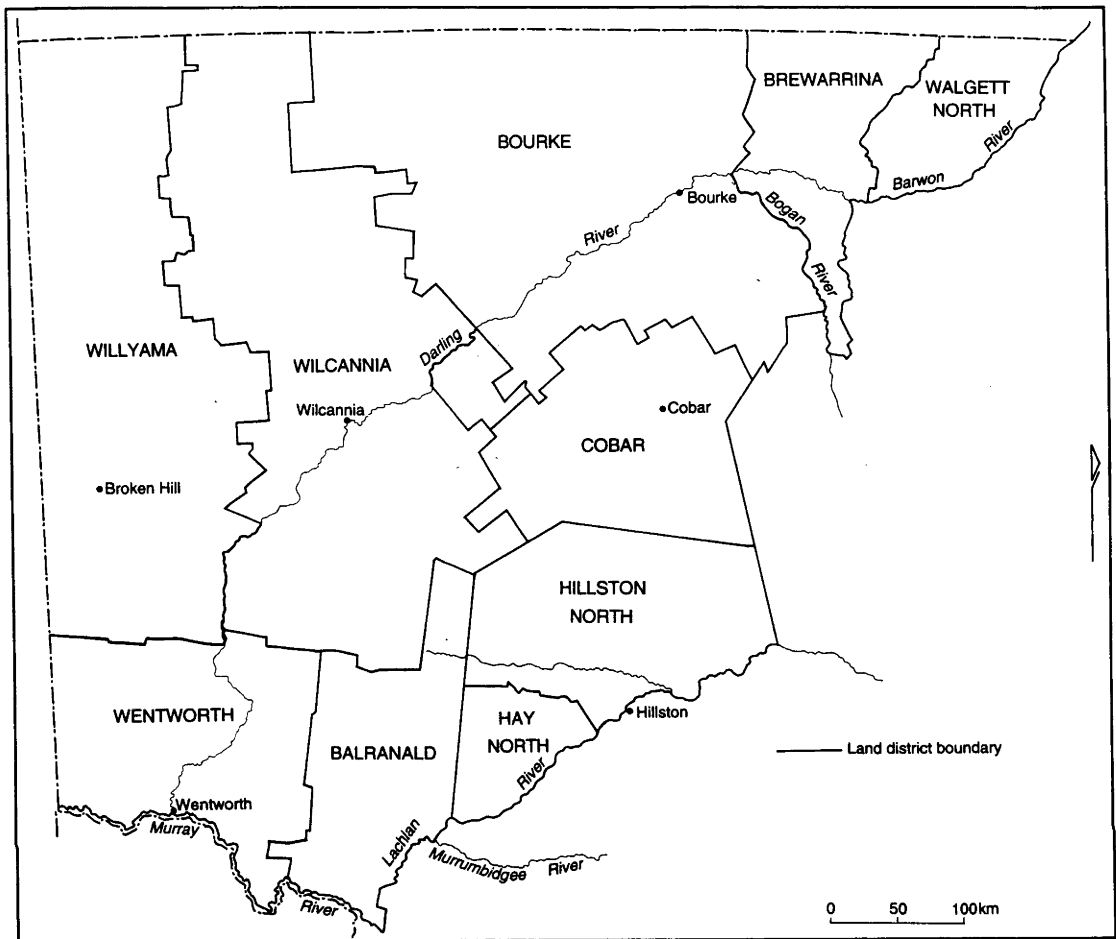 BREWARRINA
WALGETT
NORTH
BOURKE
River
Barwon
Bourke
Bogan
River
River
Darling
WILLYAMA
WILCANNIA
Wilcannia
Cobar
COBAR
Broken Hill
HILLSTON
NORTH
WENTWORTH
HAY
NORTH
Hillston
BALRANALD
Land district boundary
River
Wentworth
Murray
Lachlan
Murrumbidgee River
River
0 50 100km